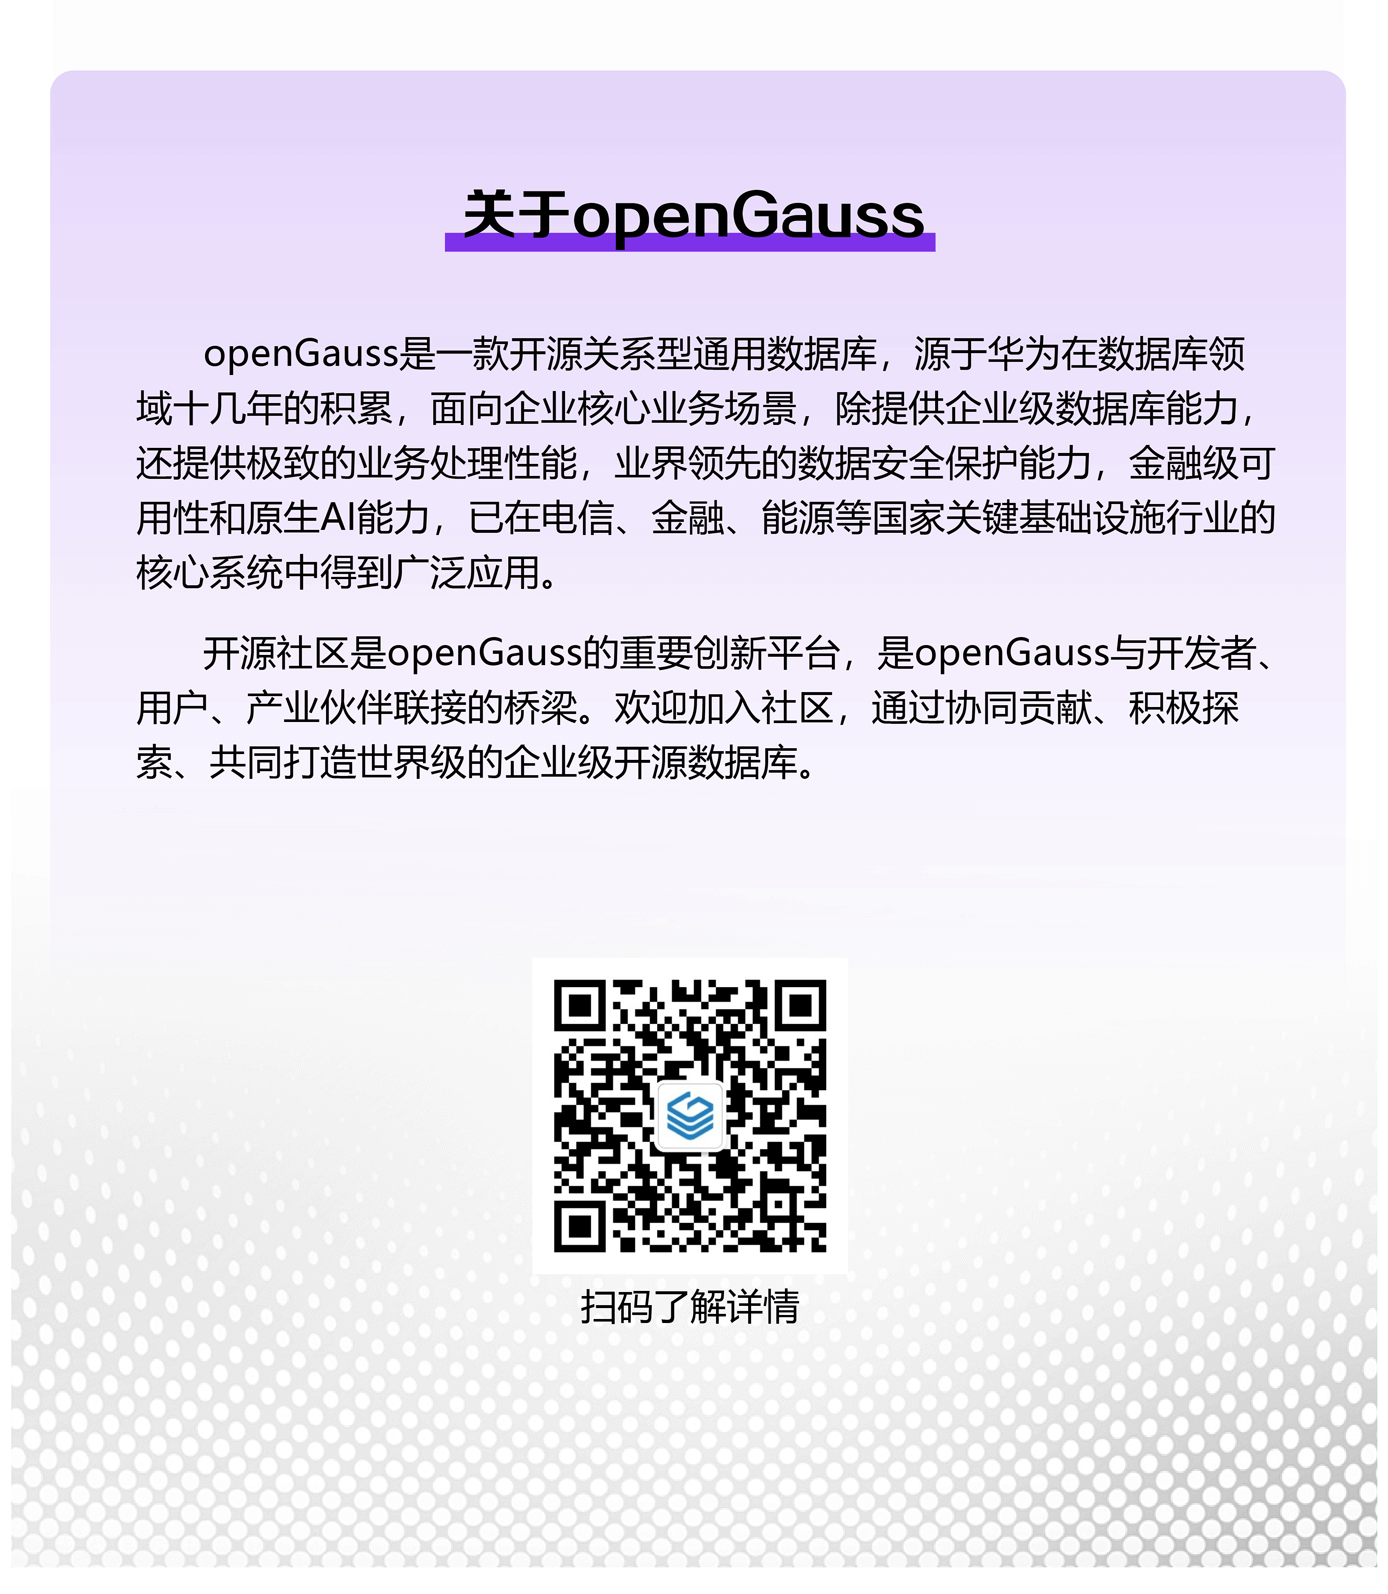 关于openGauss
openGauss是一款开源关系型通用数据库，源于华为在数据库领
域十几年的积累，面向企业核心业务场景，除提供企业级数据库能力，
还提供极致的业务处理性能，业界领先的数据安全保护能力，金融级可
用性和原生AI能力，已在电信、金融、能源等国家关键基础设施行业的
核心系统中得到广泛应用。
开源社区是openGauss的重要创新平台，是openGauss与开发者、
用户、产业伙伴联接的桥梁。欢迎加入社区，通过协同贡献、积极探
索、共同打造世界级的企业级开源数据库。
扫码了解详情